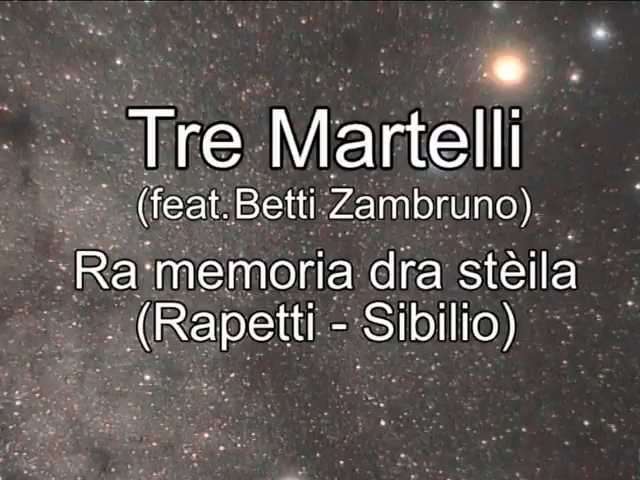 Tre Martelli
(feat.Betti Zambruno)
Ra memoria dra stèila
(Rapetti - Sibilio)